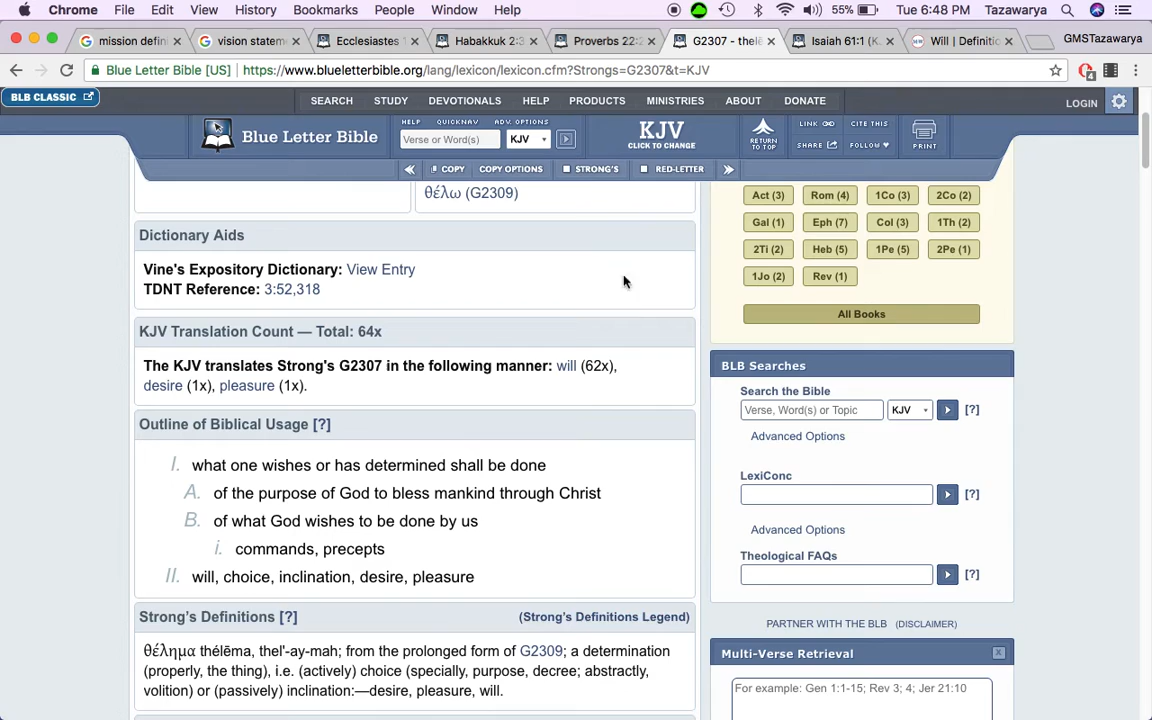 Chrome File Edit View History Bookmarks People Window Help 55% Tue 6:48 PM Tazawarya
mission defin × vision statem × Ecclesiastes 1 × Habakkuk 2:3 × Proverbs 22:2 × G2307 - thelē × Isaiah 61:1 (K × Will | Definitio × GMSTazawarya
Blue Letter Bible [US] https://www.blueletterbible.org/lang/lexicon/lexicon.cfm?Strongs=G2307&t=KJV 4
BLB CLASSIC SEARCH STUDY DEVOTIONALS HELP PRODUCTS MINISTRIES ABOUT DONATE LOGIN
HELP QUICKNAV ADV. OPTIONS
Blue Letter Bible Verse or Word(s) KJV KJV
CLICK TO CHANGE
RETURN TO TOP
LINK CITE THIS
SHARE FOLLOW PRINT
COPY COPY OPTIONS STRONG'S RED-LETTER
θέλω (G2309)
Dictionary Aids
Vine's Expository Dictionary: View Entry
TDNT Reference: 3:52,318
KJV Translation Count — Total: 64x
The KJV translates Strong's G2307 in the following manner: will (62x),
desire (1x), pleasure (1x).
Outline of Biblical Usage [?]
I. what one wishes or has determined shall be done
A. of the purpose of God to bless mankind through Christ
B. of what God wishes to be done by us
i. commands, precepts
II. will, choice, inclination, desire, pleasure
Strong's Definitions [?] (Strong's Definitions Legend)
θέλημα thélēma, thel'-ay-mah; from the prolonged form of G2309; a determination
(properly, the thing), i.e. (actively) choice (specially, purpose, decree; abstractly,
volition) or (passively) inclination:—desire, pleasure, will.
Act (3) Rom (4) 1Co (3) 2Co (2)
Gal (1) Eph (7) Col (3) 1Th (2)
2Ti (2) Heb (5) 1Pe (5) 2Pe (1)
1Jo (2) Rev (1)
All Books
BLB Searches
Search the Bible
Verse, Word(s) or Topic KJV [?]
Advanced Options
LexiConc
[?]
Advanced Options
Theological FAQs
[?]
PARTNER WITH THE BLB (DISCLAIMER)
Multi-Verse Retrieval x
For example: Gen 1:1-15; Rev 3; 4; Jer 21:10